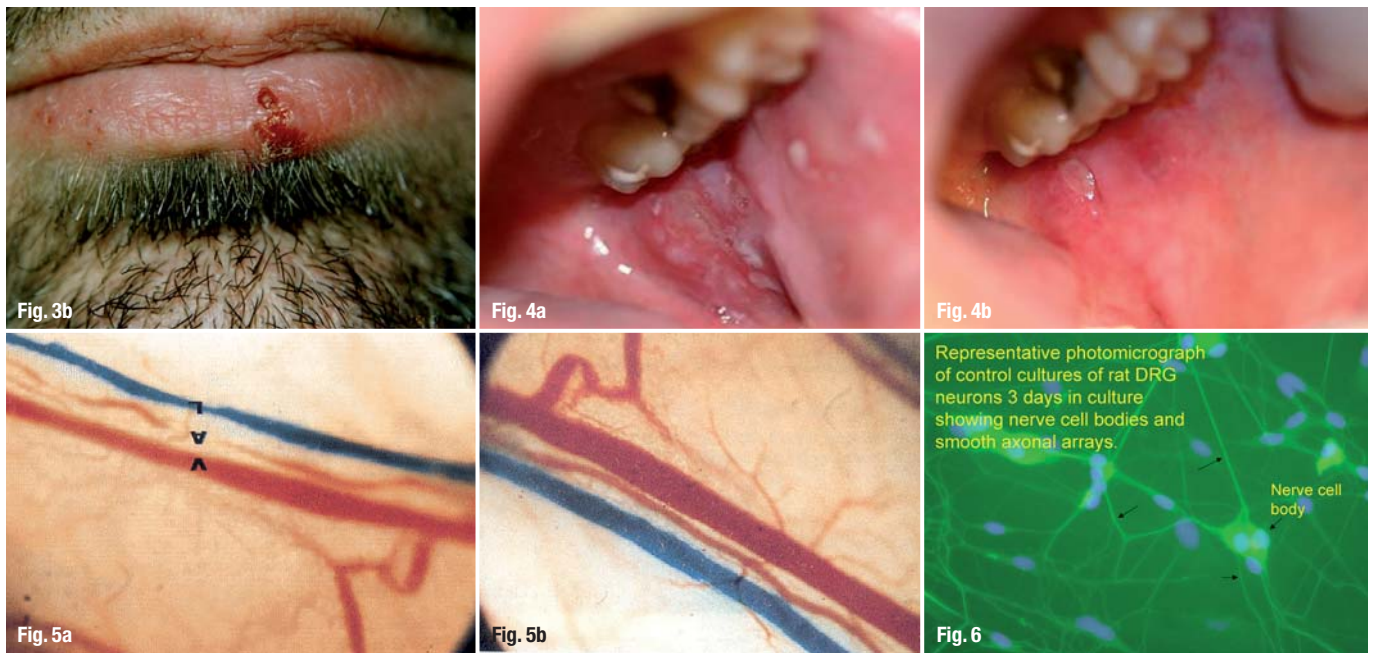 Fig. 3b
Fig. 4a
Fig. 4b
L
A
V
Fig. 5a
Fig. 5b
Representative photomicrograph
of control cultures of rat DRG
neurons 3 days in culture
showing nerve cell bodies and
smooth axonal arrays.
Nerve cell
body
Fig. 6